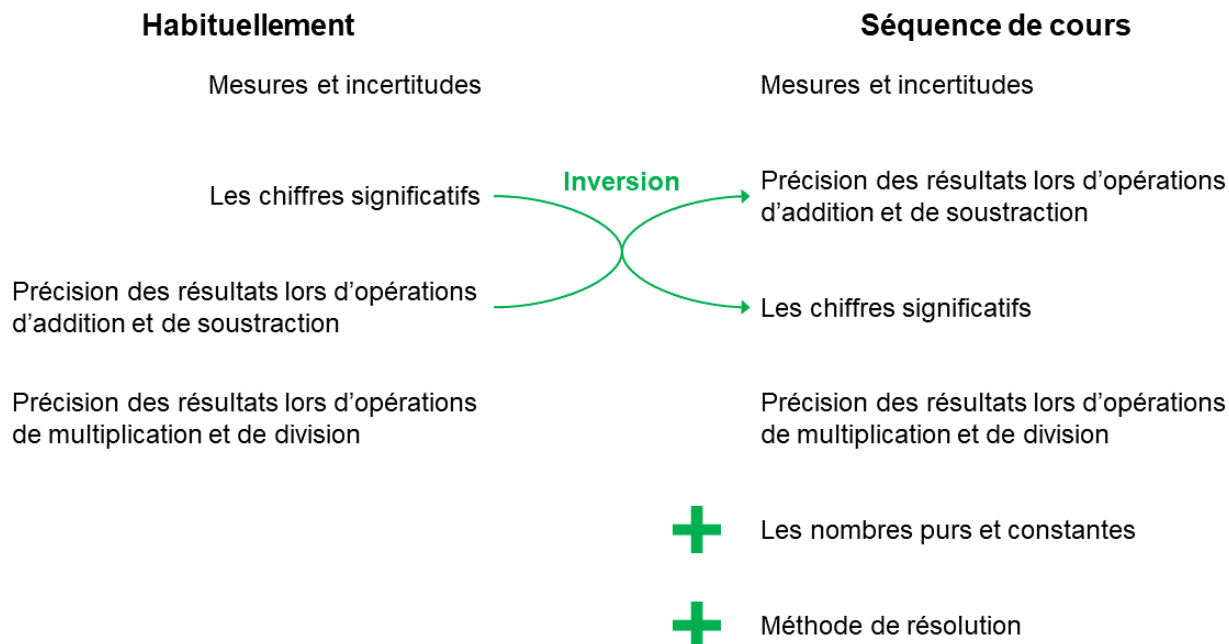 Habituellement
Séquence de cours
Mesures et incertitudes
Mesures et incertitudes
Les chiffres significatifs
Inversion
Précision des résultats lors d'opérations
d'addition et de soustraction
Précision des résultats lors d'opérations
d'addition et de soustraction
Les chiffres significatifs
Précision des résultats lors d'opérations
de multiplication et de division
Précision des résultats lors d'opérations
de multiplication et de division
Les nombres purs et constantes
Méthode de résolution